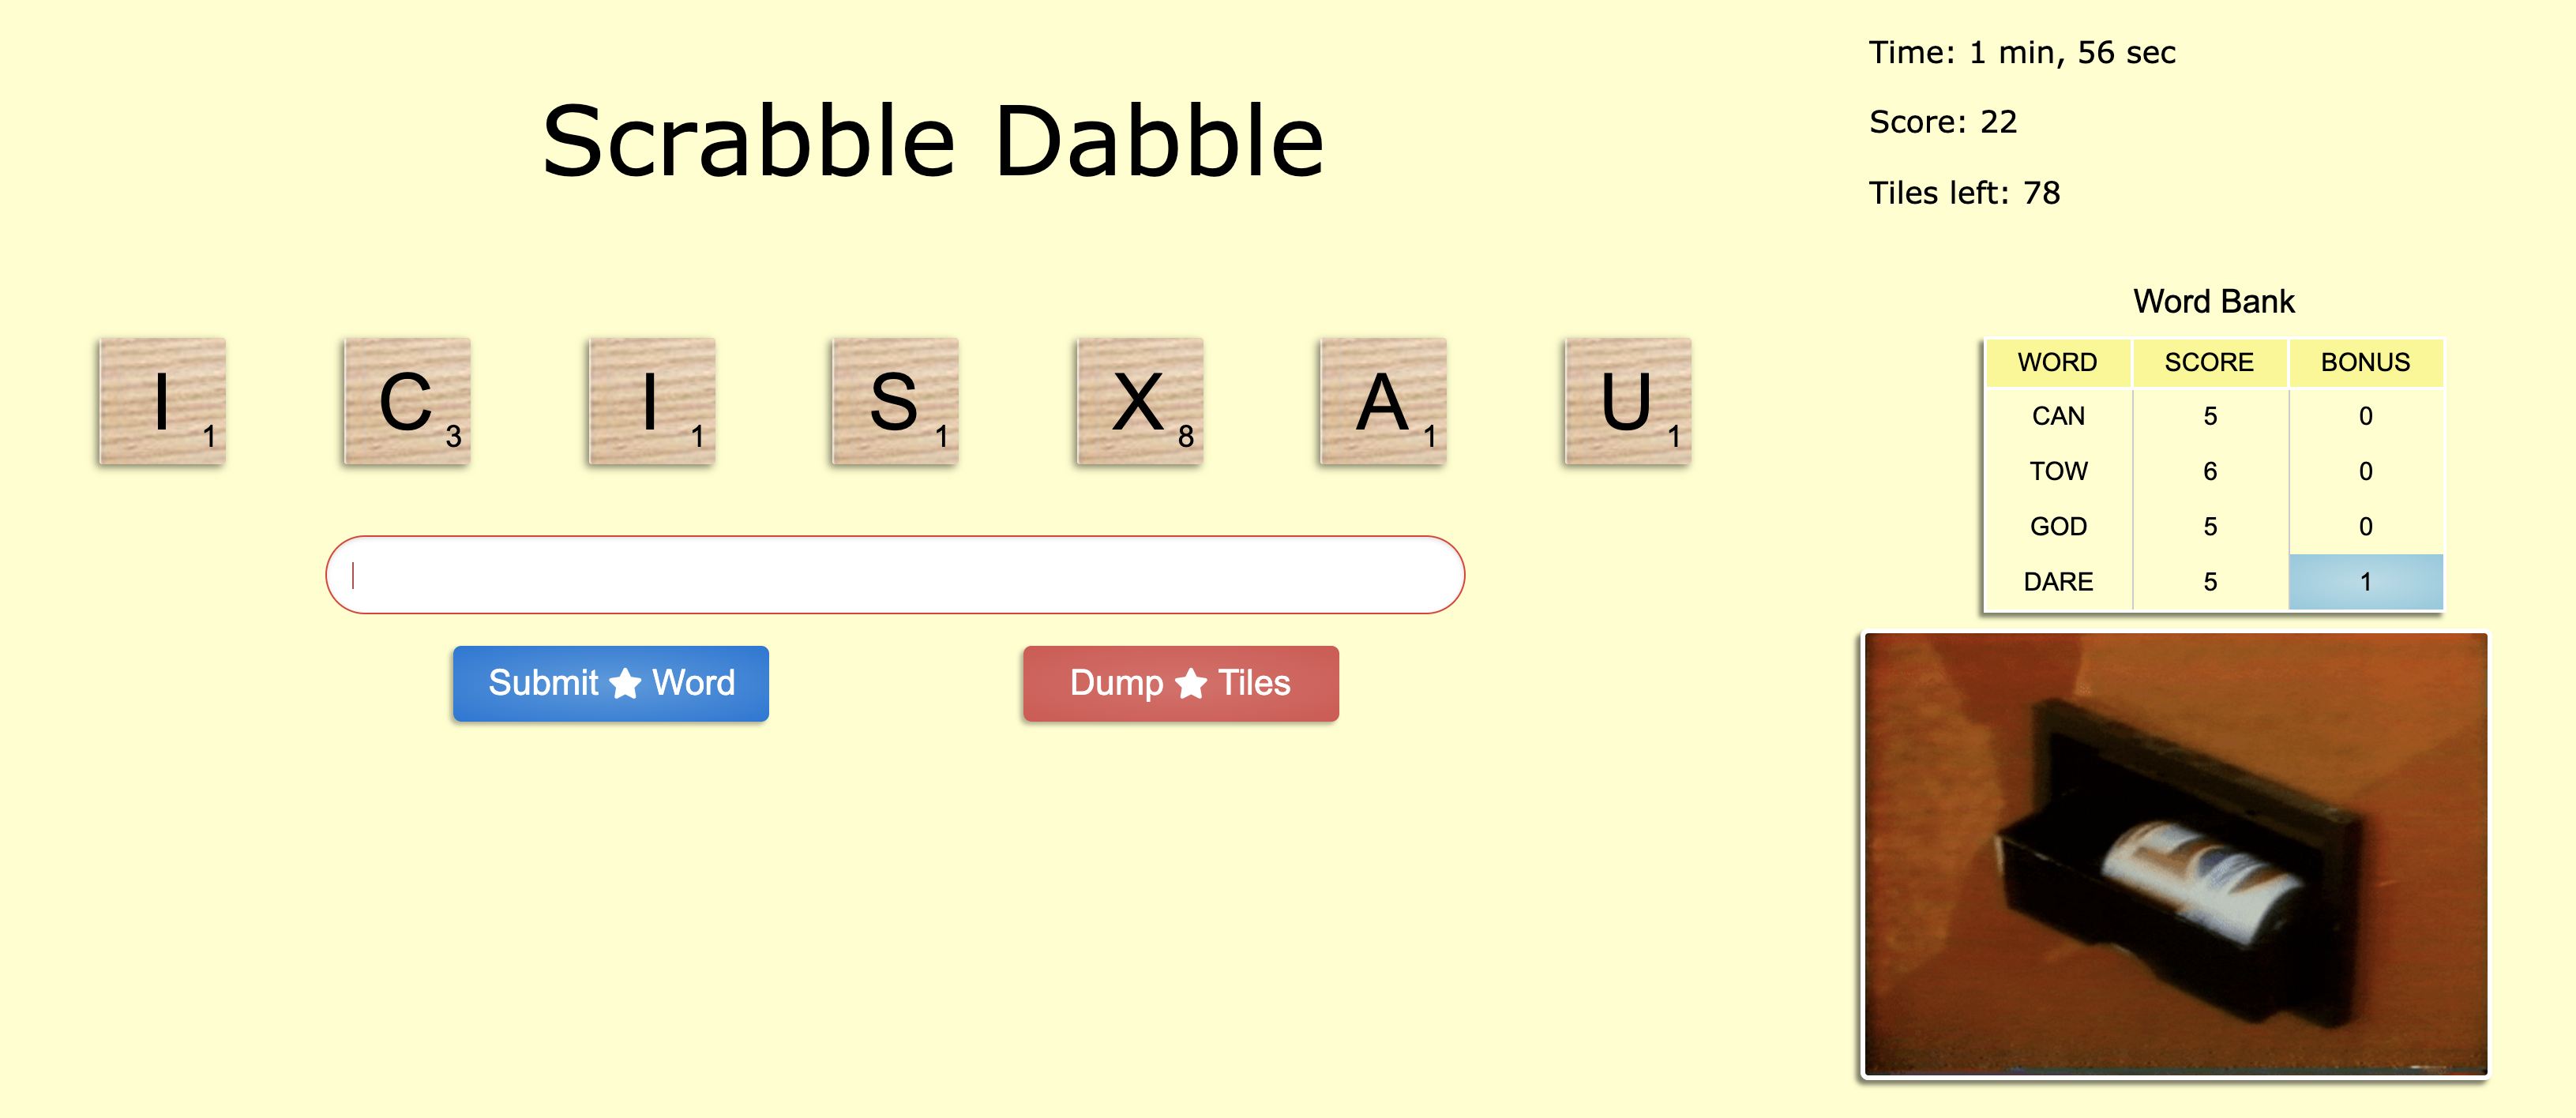 Time: 1 min, 56 sec
Scrabble Dabble
Score: 22
Tiles left: 78
Word Bank
I 1 C 3 I 1 S 1 X 8 A 1 U 1
WORD SCORE BONUS
CAN 5 0
TOW 6 0
GOD 5 0
DARE 5 1
Submit Word Dump Tiles